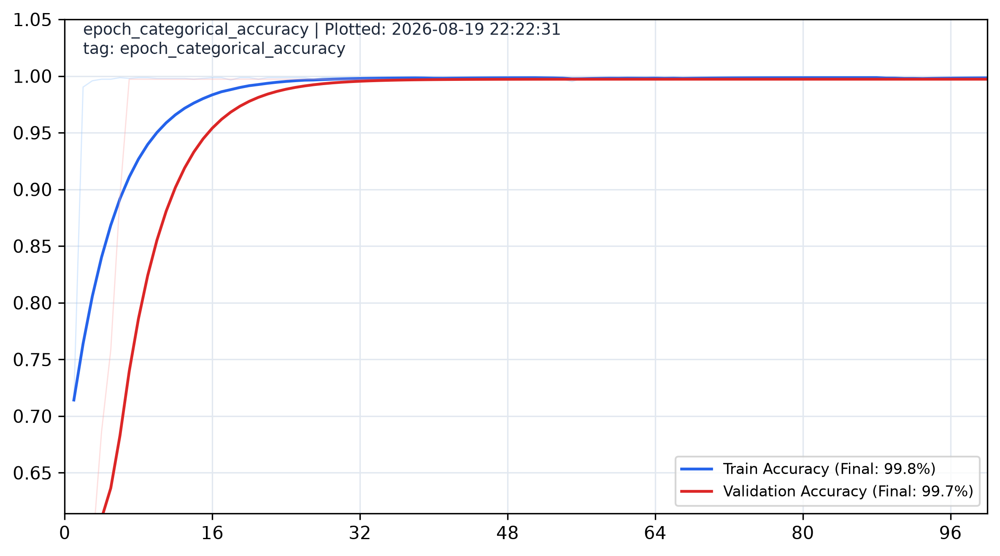 epoch_categorical_accuracy | Plotted: 2026-08-19 22:22:31
tag: epoch_categorical_accuracy
1.05
1.00
0.95
0.90
0.85
0.80
0.75
0.70
0.65
Train Accuracy (Final: 99.8%)
Validation Accuracy (Final: 99.7%)
0 16 32 48 64 80 96